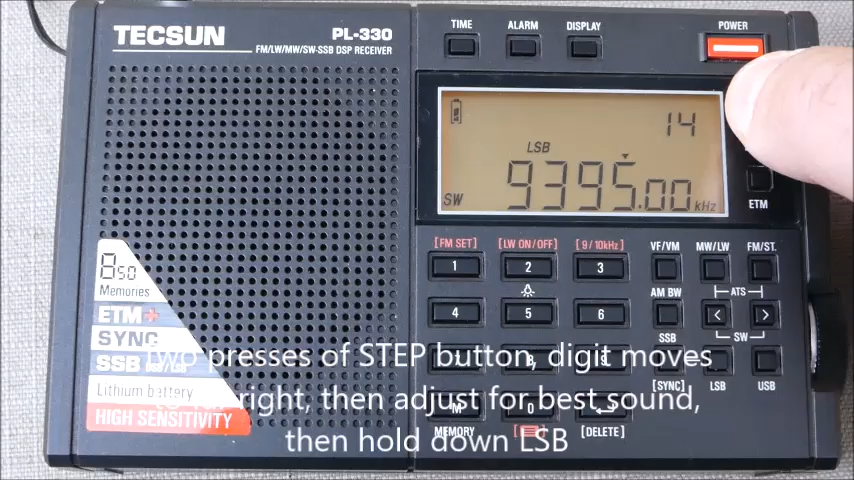 TECSUN
PL-330
FM/LW/MW/SW-SSB DSP RECEIVER
TIME
ALARM
DISPLAY
POWER
14
LSB
9395.00 kHz
SW
ETM
[FM SET]
[LW ON/OFF]
[9/10kHz]
VF/VM
MW/LW
FM/ST.
1
2
3
AM BW
ATS
4
5
6
<
>
SSB
SW
850
Memories
ETM+
SYNC
SSB
Lithium battery
HIGH SENSITIVITY
[SYNC]
LSB
USB
M
0
MEMORY
[DELETE]
Two presses of STEP button, digit moves
right, then adjust for best sound,
then hold down LSB